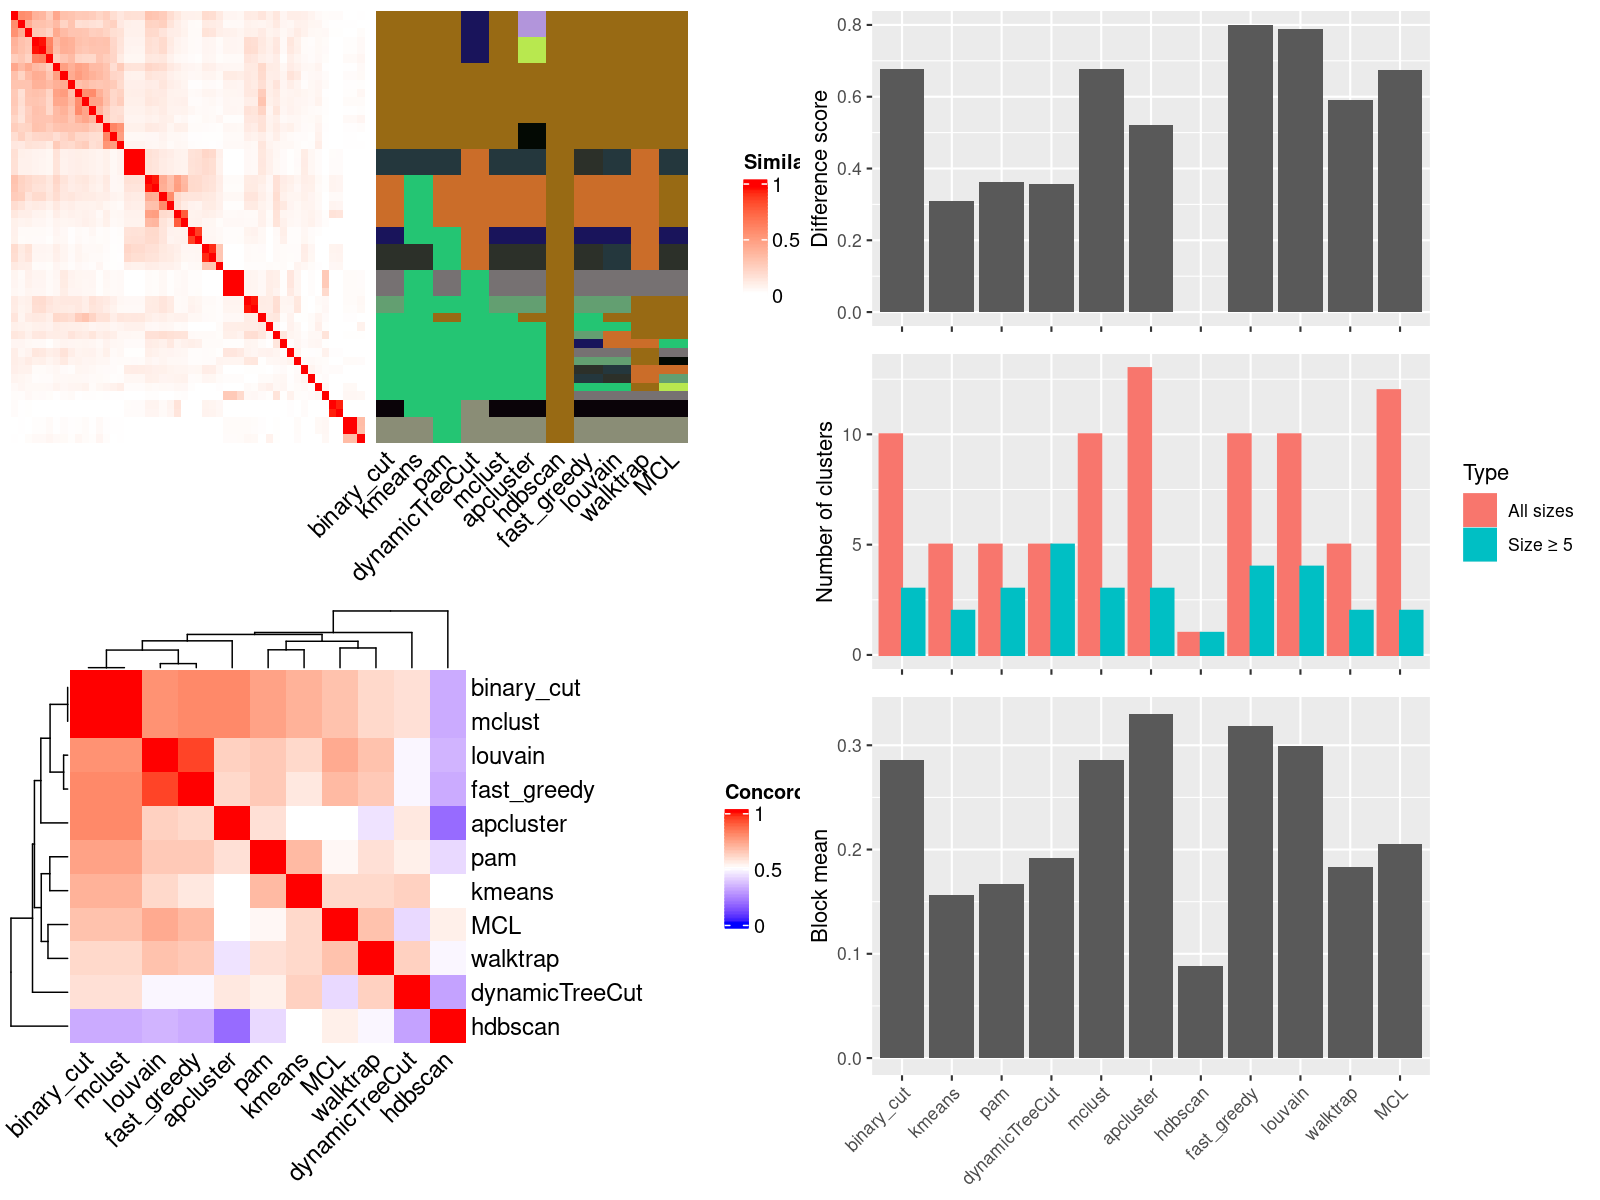 Simila
1
0.5
0
binary_cut
kmeans
pam
dynamicTreeCut
mclust
apcluster
hdbscan
fast_greedy
louvain
walktrap
MCL
binary_cut
mclust
louvain
fast_greedy
apcluster
pam
kmeans
MCL
walktrap
dynamicTreeCut
hdbscan
binary_cut
mclust
louvain
fast_greedy
apcluster
pam
kmeans
MCL
walktrap
dynamicTreeCut
hdbscan
Concord
1
0.5
0
Difference score
0.8
0.6
0.4
0.2
0.0
Number of clusters
10
5
0
Type
All sizes
Size ≥ 5
Block mean
0.3
0.2
0.1
0.0
binary_cut
kmeans
pam
dynamicTreeCut
mclust
apcluster
hdbscan
fast_greedy
louvain
walktrap
MCL